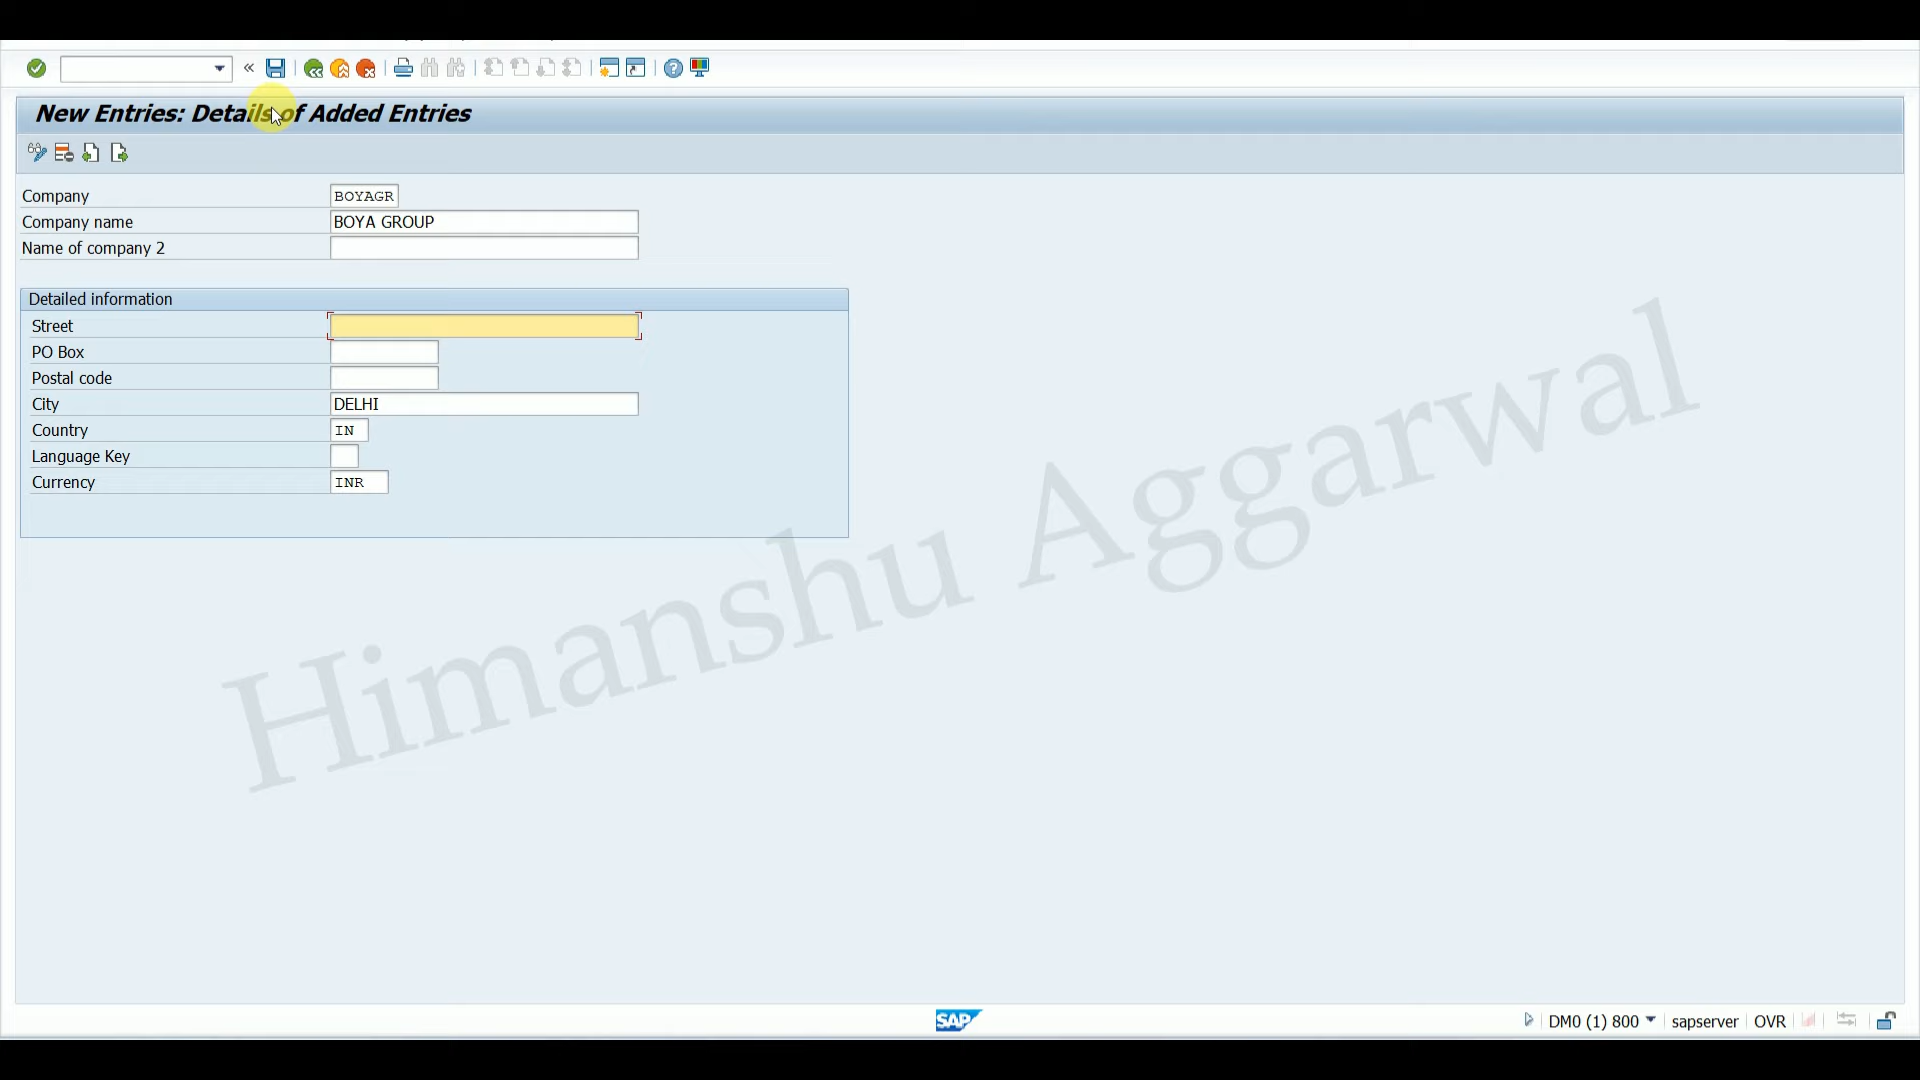 New Entries: Details of Added Entries
Company BOYAGR
Company name BOYA GROUP
Name of company 2
Detailed information
Street
PO Box
Postal code
City DELHI
Country IN
Language Key
Currency INR
Himanshu Aggarwal
SAP DM0 (1) 800 sapserver OVR